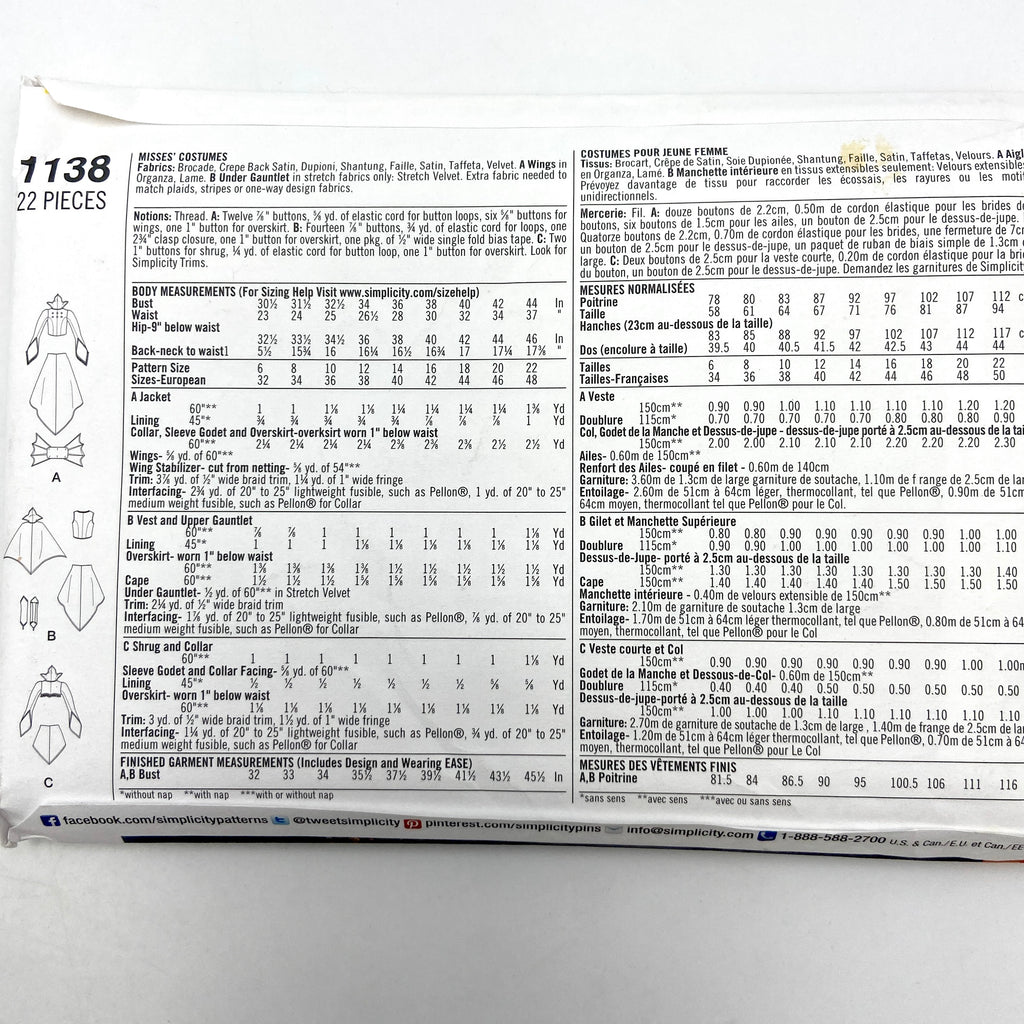 1138
22 PIECES
A
B
C
MISSES' COSTUMES
Fabrics: Brocade, Crepe Back Satin, Dupioni, Shantung, Faille, Satin, Taffeta, Velvet. A Wings in
Organza, Lame. B Under Gauntlet in stretch fabrics only: Stretch Velvet. Extra fabric needed to
match plaids, stripes or one-way design fabrics.
Notions: Thread. A: Twelve ⅞" buttons, ⅝ yd. of elastic cord for button loops, six ⅝" buttons for
wings, one 1" button for overskirt. B: Fourteen ⅞" buttons, ¾ yd. of elastic cord for loops, one
2¾" clasp closure, one 1" button for overskirt, one pkg. of ½" wide single fold bias tape. C: Two
1" buttons for shrug, ¼ yd. of elastic cord for button loop, one 1" button for overskirt. Look for
Simplicity Trims.
BODY MEASUREMENTS (For Sizing Help Visit www.simplicity.com/sizehelp)
Bust 30½ 31½ 32½ 34 36 38 40 42 44 In
Waist 23 24 25 26½ 28 30 32 34 37 "
Hip-9" below waist
32½ 33½ 34½ 36 38 40 42 44 46 "
Back-neck to waist1 5½ 15¾ 16 16¼ 16½ 16¾ 17 17¼ 17⅜ "
Pattern Size 6 8 10 12 14 16 18 20 22
Sizes-European 32 34 36 38 40 42 44 46 48
A Jacket
60"** 1 1 1⅛ 1⅛ 1¼ 1¼ 1¼ 1¼ 1⅜ Yd
Lining 45"* ¾ ¾ ¾ ¾ ¾ ⅞ ⅞ ⅞ 1 Yd
Collar, Sleeve Godet and Overskirt-overksirt worn 1" below waist
60"** 2¼ 2¼ 2¼ 2¼ 2⅜ 2⅜ 2⅜ 2½ 2½ Yd
Wings- ⅝ yd. of 60"**
Wing Stabilizer- cut from netting- ⅝ yd. of 54"**
Trim: 3⅞ yd. of ½" wide braid trim, 1¼ yd. of 1" wide fringe
Interfacing- 2¾ yd. of 20" to 25" lightweight fusible, such as Pellon®, 1 yd. of 20" to 25"
medium weight fusible, such as Pellon® for Collar
B Vest and Upper Gauntlet
60"** ⅞ ⅞ 1 1 1 1 1 1 1⅛ Yd
Lining 45"* 1 1 1 1⅛ 1⅛ 1⅛ 1⅛ 1⅛ 1⅛ Yd
Overskirt- worn 1" below waist
60"** 1⅜ 1⅜ 1⅜ 1⅜ 1⅜ 1⅜ 1⅜ 1½ 1½ Yd
Cape 60"** 1½ 1½ 1½ 1⅝ 1⅝ 1⅝ 1⅝ 1⅝ 1⅝ Yd
Under Gauntlet- ½ yd. of 60"** in Stretch Velvet
Trim: 2¼ yd. of ½" wide braid trim
Interfacing- 1⅞ yd. of 20" to 25" lightweight fusible, such as Pellon®, ⅞ yd. of 20" to 25"
medium weight fusible, such as Pellon® for Collar
C Shrug and Collar
60"** 1 1 1 1 1 1 1 1 1⅛ Yd
Sleeve Godet and Collar Facing- ⅝ yd. of 60"**
Lining 45"* ½ ½ ½ ½ ½ ½ ½ ⅝ ⅝ Yd
Overskirt- worn 1" below waist
60"** 1⅛ 1⅛ 1⅛ 1⅛ 1⅛ 1⅛ 1⅛ 1⅛ 1⅛ Yd
Trim: 3 yd. of ½" wide braid trim, 1½ yd. of 1" wide fringe
Interfacing- 1¼ yd. of 20" to 25" lightweight fusible, such as Pellon®, ¾ yd. of 20" to 25"
medium weight fusible, such as Pellon® for Collar
FINISHED GARMENT MEASUREMENTS (Includes Design and Wearing EASE)
A,B Bust 32 33 34 35½ 37½ 39½ 41½ 43½ 45½ In
*without nap **with nap ***with or without nap
COSTUMES POUR JEUNE FEMME
Tissus: Brocart, Crêpe de Satin, Soie Dupionée, Shantung, Faille, Satin, Taffetas, Velours. A
en Organza, Lamé. B Manchette intérieure en tissus extensibles seulement: Velours extensibles
Prévoyez davantage de tissu pour raccorder les écossais, les rayures ou les
unidirectionnels.
Mercerie: Fil. A: douze boutons de 2.2cm, 0.50m de cordon élastique pour les brides
boutons, six boutons de 1.5cm pour les ailes, un bouton de 2.5cm pour le dessus-de-jupe.
Quatorze boutons de 2.2cm, 0.70m de cordon élastique pour les brides, une fermeture de
un bouton de 2.5cm pour le dessus-de-jupe, un paquet de ruban de biais simple de 1.3cm
large. C: Deux boutons de 2.5cm pour la veste courte, 0.20m de cordon élastique pour la
du bouton, un bouton de 2.5cm pour le dessus-de-jupe. Demandez les garnitures de
MESURES NORMALISÉES
Poitrine 78 80 83 87 92 97 102 107 112
Taille 58 61 64 67 71 76 81 87 94
Hanches (23cm au-dessous de la taille)
83 85 88 92 97 102 107 112 117
Dos (encolure à taille) 39.5 40 40.5 41.5 42 42.5 43 44 44
Tailles 6 8 10 12 14 16 18 20 22
Tailles-Françaises 34 36 38 40 42 44 46 48 50
A Veste
150cm** 0.90 0.90 1.00 1.10 1.10 1.10 1.10 1.20 1.20
Doublure 115cm* 0.70 0.70 0.70 0.70 0.70 0.80 0.80 0.80 0.90
Col, Godet de la Manche et Dessus-de-jupe - dessus-de-jupe porté à 2.5cm au-dessous de la
150cm** 2.00 2.00 2.10 2.10 2.10 2.20 2.20 2.20 2.30
Ailes- 0.60m de 150cm**
Renfort des Ailes- coupé en filet - 0.60m de 140cm
Garniture: 3.60m de 1.3cm large garniture de soutache, 1.10m de f range de 2.5cm de
Entoilage- 2.60m de 51cm à 64cm léger, thermocollant, tel que Pellon®, 0.90m de 51cm
64cm moyen, thermocollant, tel que Pellon® pour le Col.
B Gilet et Manchette Supérieure
150cm** 0.80 0.80 0.90 0.90 0.90 0.90 0.90 1.00 1.00
Doublure 115cm* 0.90 0.90 1.00 1.00 1.00 1.00 1.00 1.00 1.10
Dessus-de-Jupe- porté à 2.5cm au-dessous de la taille
150cm** 1.30 1.30 1.30 1.30 1.30 1.30 1.30 1.30 1.40
Cape 150cm** 1.40 1.40 1.40 1.40 1.40 1.50 1.50 1.50 1.50
Manchette intérieure - 0.40m de velours extensible de 150cm**
Garniture: 2.10m de garniture de soutache 1.3cm de large
Entoilage- 1.70m de 51cm à 64cm léger thermocollant, tel que Pellon®, 0.80m de 51cm à 64
moyen, thermocollant, tel que Pellon® pour le Col
C Veste courte et Col
150cm** 0.90 0.90 0.90 0.90 0.90 0.90 0.90 1.00 1.00m
Godet de la Manche et Dessous-de-Col- 0.60m de 150cm**
Doublure 115cm* 0.40 0.40 0.40 0.50 0.50 0.50 0.50 0.50 0.50
Dessus-de-jupe-porté à 2.5cm au-dessous de la taille
150cm** 1.00 1.00 1.00 1.10 1.10 1.10 1.10 1.10 1.10
Garniture: 2.70m de garniture de soutache de 1.3cm de large , 1.40m de frange de 2.5cm de
Entoilage- 1.20m de 51cm à 64cm léger thermocollant, tel que Pellon®, 0.70m de 51cm à 64
moyen, thermocollant, tel que Pellon® pour Le Col
MESURES DES VÊTEMENTS FINIS
A,B Poitrine 81.5 84 86.5 90 95 100.5 106 111 116
*sans sens **avec sens ***avec ou sans sens
facebook.com/simplicitypatterns @tweetsimplicity pinterest.com/simplicitypins info@simplicity.com 1-888-588-2700 U.S. & Can./E.U. et Can./EE